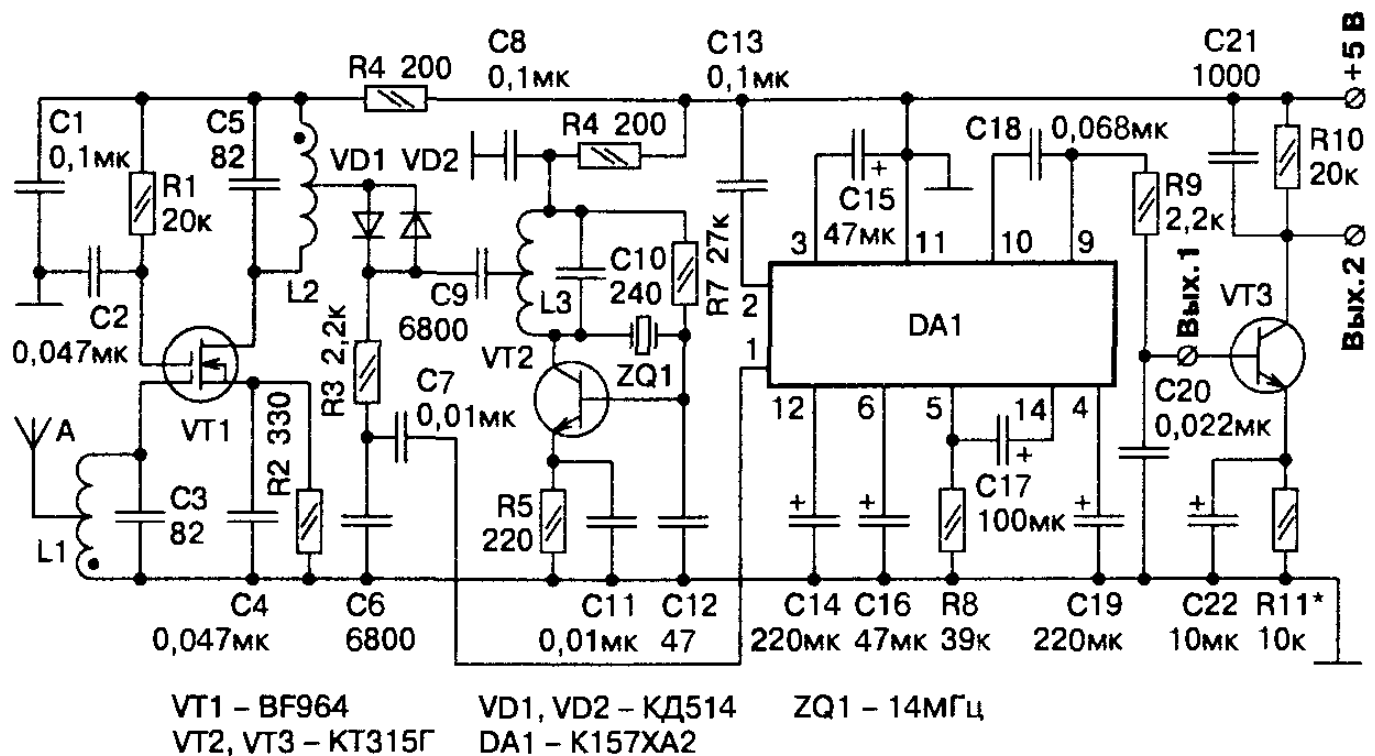 C8
0,1мк
C13
0,1мк
C21
1000
+5 В
R4 200
C1
0,1мк
C5
82
VD1
VD2
R4 200
C18
0,068мк
R10
20к
R1
20к
C15
47мк
R9
2,2к
3
11
10
9
C2
0,047мк
L2
C9
6800
L3
C10
240
R7 27к
2
1
DA1
Вых.1
VT3
Вых.2
R3 2,2к
VT2
ZQ1
C7
0,01мк
12
6
5
14
4
C20
0,022мк
A
VT1
R2 330
L1
C3
82
R5
220
+
+
C17
100мк
+
+
+
+
C4
0,047мк
C6
6800
C11
0,01мк
C12
47
C14
220мк
C16
47мк
R8
39к
C19
220мк
C22
10мк
R11*
10к
VT1 – BF964 VD1, VD2 – КД514 ZQ1 – 14МГц
VT2, VT3 – КТ315Г DA1 – К157ХА2